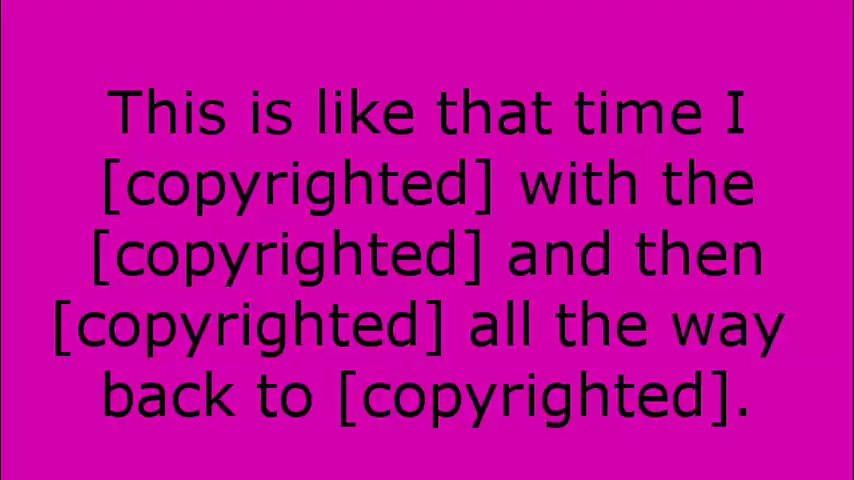 This is like that time I
[copyrighted] with the
[copyrighted] and then
[copyrighted] all the way
back to [copyrighted].